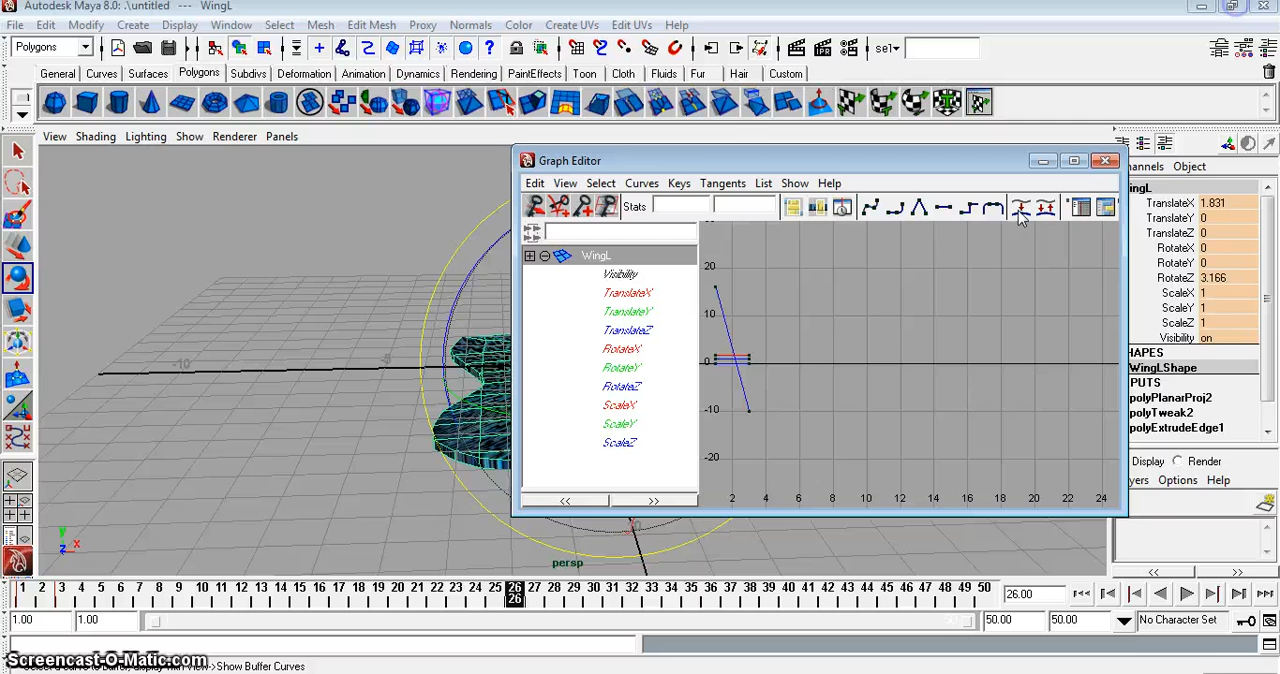 Autodesk Maya 8.0: .\untitled --- WingL
File Edit Modify Create Display Window Select Mesh Edit Mesh Proxy Normals Color Create UVs Edit UVs Help
Polygons sel
General Curves Surfaces Polygons Subdivs Deformation Animation Dynamics Rendering PaintEffects Toon Cloth Fluids Fur Hair Custom
View Shading Lighting Show Renderer Panels
Graph Editor
Edit View Select Curves Keys Tangents List Show Help
Stats
WingL
Visibility
TranslateX
TranslateY
TranslateZ
RotateX
RotateY
RotateZ
ScaleX
ScaleY
ScaleZ
<< >>
20
10
0
-10
-20
2 4 6 8 10 12 14 16 18 20 22 24
annels Object
ingL
TranslateX 1.831
TranslateY 0
TranslateZ 0
RotateX 0
RotateY 0
RotateZ 3.166
ScaleX 1
ScaleY 1
ScaleZ 1
Visibility on
HAPES
WingLShape
PUTS
polyPlanarProj2
polyTweak2
polyExtrudeEdge1
Display Render
yers Options Help
<< >>
-10
y
z x
persp
1 2 3 4 5 6 7 8 9 10 11 12 13 14 15 16 17 18 19 20 21 22 23 24 25 26 27 28 29 30 31 32 33 34 35 36 37 38 39 40 41 42 43 44 45 46 47 48 49 50
26
26.00
1.00 1.00 50.00 50.00 No Character Set
Screencast-O-Matic.com
Show Buffer Curves